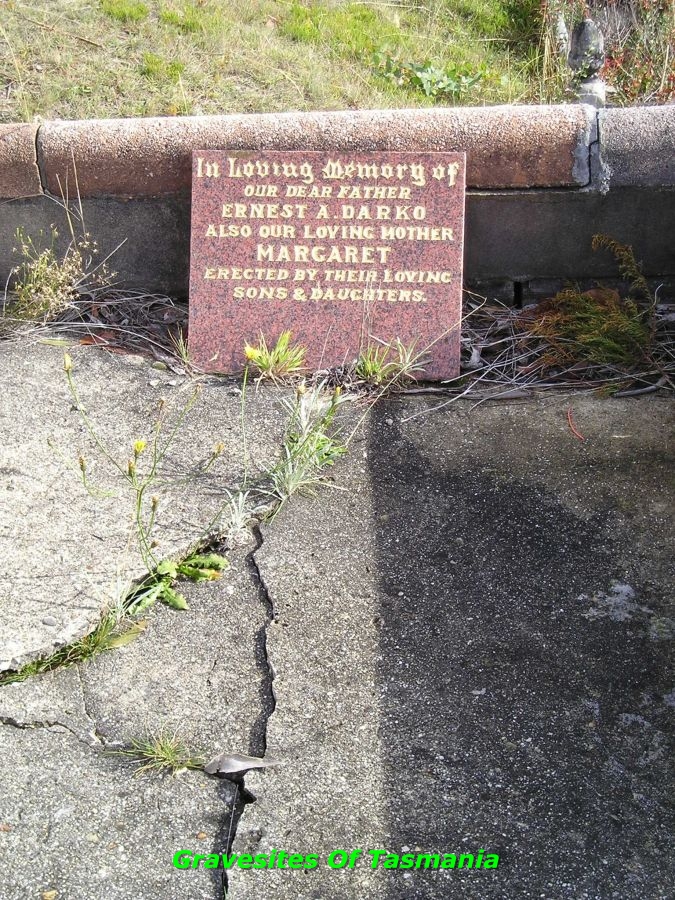 In Loving Memory of
OUR DEAR FATHER
ERNEST A. DARKO
ALSO OUR LOVING MOTHER
MARGARET
ERECTED BY THEIR LOVING
SONS & DAUGHTERS.
Gravesites Of Tasmania